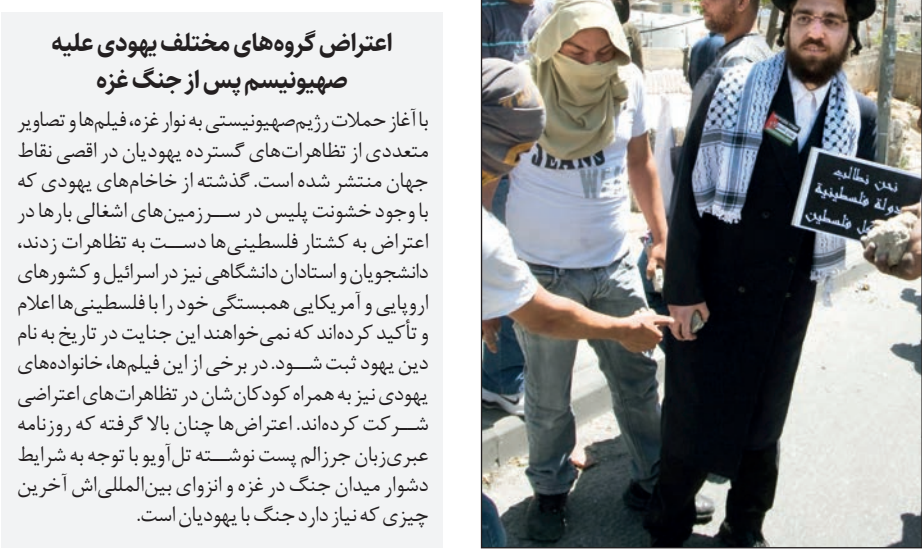 اعتراض گروه‌های مختلف یهودی علیه
صهیونیسم پس از جنگ غزه
با آغاز حملات رژیم‌صهیونیستی به نوار غزه، فیلم‌ها و تصاویر
متعددی از تظاهرات‌های گسترده یهودیان در اقصی نقاط
جهان منتشر شده است. گذشته از خاخام‌های یهودی که
با وجود خشونت پلیس در سرزمین‌های اشغالی بارها در
اعتراض به کشتار فلسطینی‌ها دست به تظاهرات زدند،
دانشجویان و استادان دانشگاهی نیز در اسرائیل و کشورهای
اروپایی و آمریکایی همبستگی خود را با فلسطینی‌ها اعلام
و تأکید کرده‌اند که نمی‌خواهند این جنایت در تاریخ به نام
دین یهود ثبت شود. در برخی از این فیلم‌ها، خانواده‌های
یهودی نیز به همراه کودکان‌شان در تظاهرات‌های اعتراضی
شرکت کرده‌اند. اعتراض‌ها چنان بالا گرفته که روزنامه
عبری‌زبان جرزالم پست نوشته تل‌آویو با توجه به شرایط
دشوار میدان جنگ در غزه و انزوای بین‌المللی‌اش آخرین
چیزی که نیاز دارد جنگ با یهودیان است.
نحن نطالب
دولة فلسطينية
فلسطين
JEANS